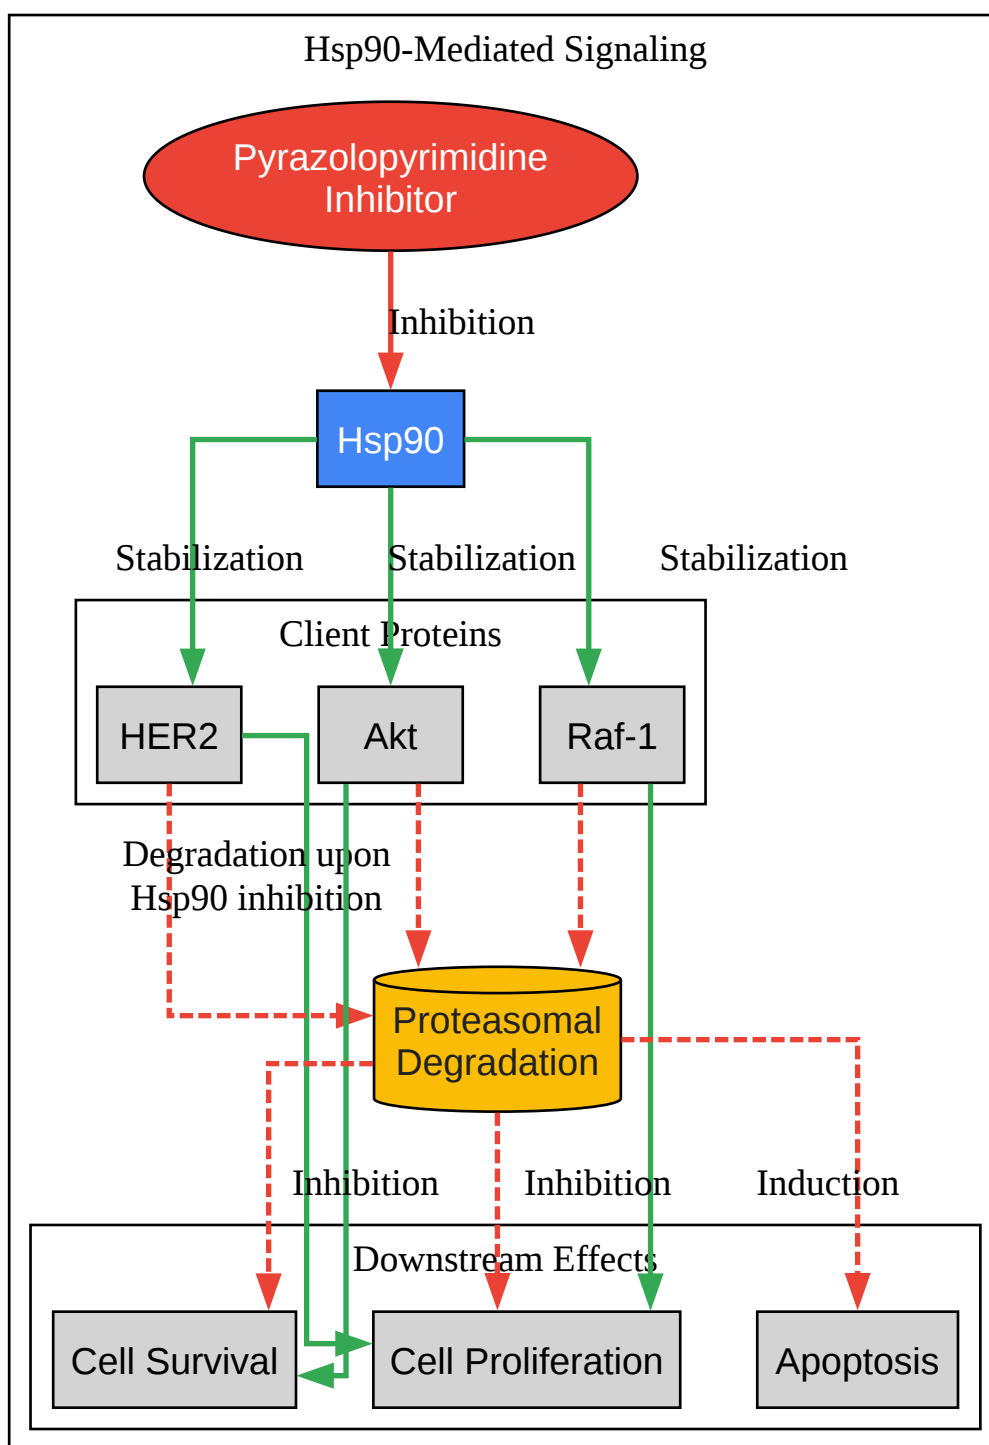 Hsp90-Mediated Signaling
Pyrazolopyrimidine
Inhibitor
Inhibition
Hsp90
Stabilization
Stabilization
Stabilization
Client Proteins
HER2
Akt
Raf-1
Degradation upon
Hsp90 inhibition
Proteasomal
Degradation
Inhibition
Inhibition
Induction
Downstream Effects
Cell Survival
Cell Proliferation
Apoptosis